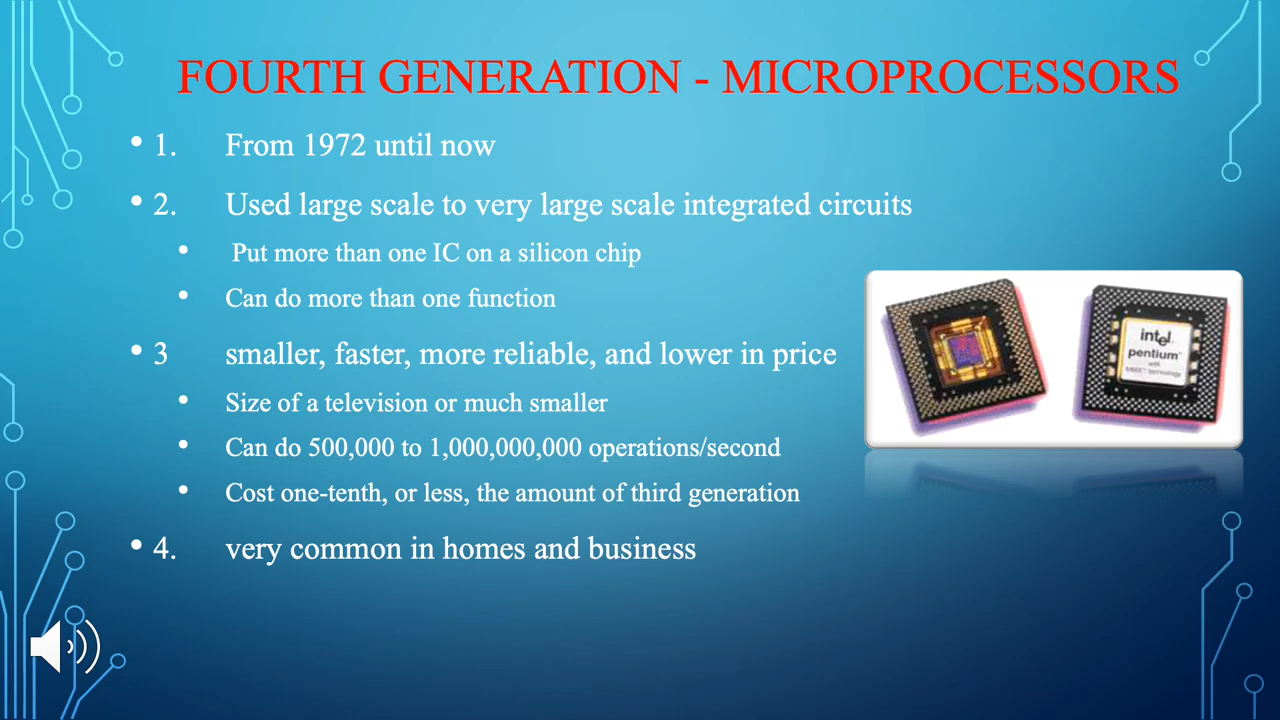 FOURTH GENERATION - MICROPROCESSORS
• 1. From 1972 until now
• 2. Used large scale to very large scale integrated circuits
• Put more than one IC on a silicon chip
• Can do more than one function
• 3 smaller, faster, more reliable, and lower in price
• Size of a television or much smaller
• Can do 500,000 to 1,000,000,000 operations/second
• Cost one-tenth, or less, the amount of third generation
• 4. very common in homes and business
intel
pentium™
with
MMX™ technology